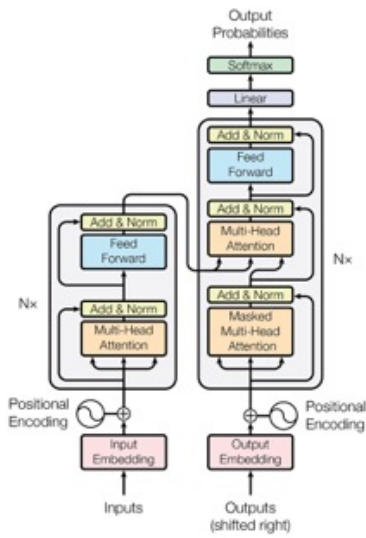 Output
Probabilities
Softmax
Linear
Add & Norm
Feed
Forward
Add & Norm
Multi-Head
Attention
Add & Norm
Masked
Multi-Head
Attention
Nx
Add & Norm
Feed
Forward
Add & Norm
Multi-Head
Attention
Nx
Positional
Encoding
Positional
Encoding
Input
Embedding
Output
Embedding
Inputs
Outputs
(shifted right)